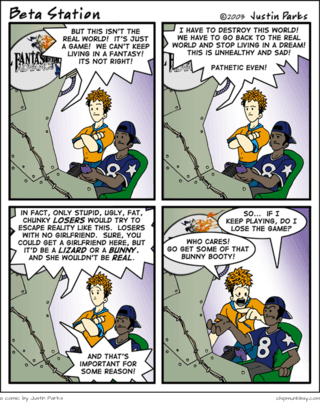 Beta Station
©2003 Justin Parks
BUT THIS ISN'T THE
REAL WORLD! IT'S JUST
A GAME! WE CAN'T KEEP
LIVING IN A FANTASY!
ITS NOT RIGHT!
I HAVE TO DESTROY THIS WORLD!
WE HAVE TO GO BACK TO THE REAL
WORLD AND STOP LIVING IN A DREAM!
THIS IS UNHEALTHY AND SAD!
PATHETIC EVEN!
8
IN FACT, ONLY STUPID, UGLY, FAT,
CHUNKY LOSERS WOULD TRY TO
ESCAPE REALITY LIKE THIS. LOSERS
WITH NO GIRLFRIEND. SURE, YOU
COULD GET A GIRLFRIEND HERE, BUT
IT'D BE A LIZARD OR A BUNNY.
AND SHE WOULDN'T BE REAL.
AND THAT'S
IMPORTANT FOR
SOME REASON!
8
SO... IF I
KEEP PLAYING, DO I
LOSE THE GAME?
WHO CARES!
GO GET SOME OF THAT
BUNNY BOOTY!
8
a comic by Justin Parks
chipmunkboy.com